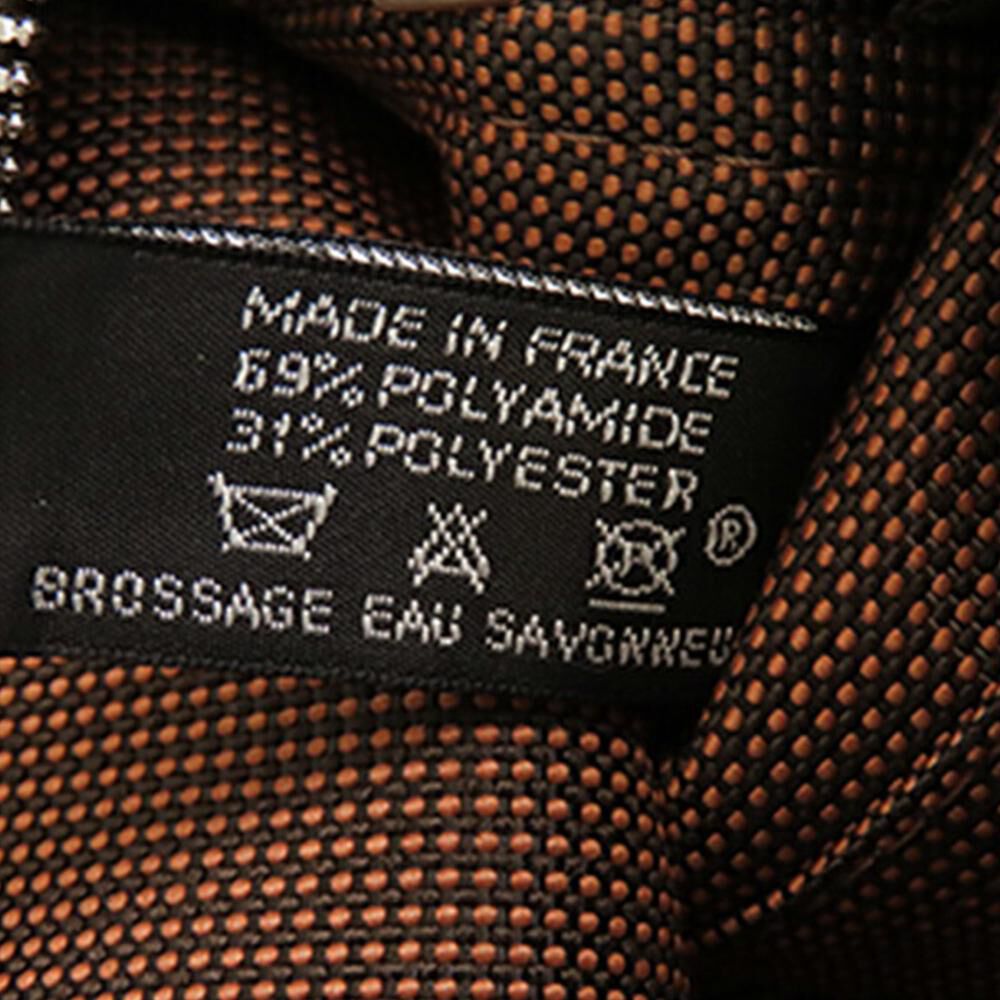 MADE IN FRANCE
69% POLYAMIDE
31% POLYESTER
P ®
BROSSAGE EAU SAVONNEU